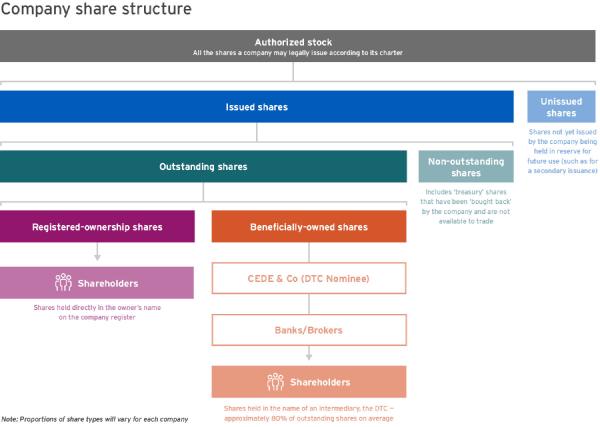 Company share structure
Authorized stock
All the shares a company may legally issue according to its charter
Issued shares
Unissued
shares
Shares not yet issued
by the company being
held in reserve for
future use (such as for
a secondary issuance)
Outstanding shares
Non-outstanding
shares
Includes 'treasury' shares
that have been 'bought back'
by the company and are not
available to trade
Registered-ownership shares
Beneficially-owned shares
Shareholders
Shares held directly in the owner's name
on the company register
CEDE & Co (DTC Nominee)
Banks/Brokers
Shareholders
Shares held in the name of an intermediary, the DTC –
approximately 80% of outstanding shares on average
Note: Proportions of share types will vary for each company